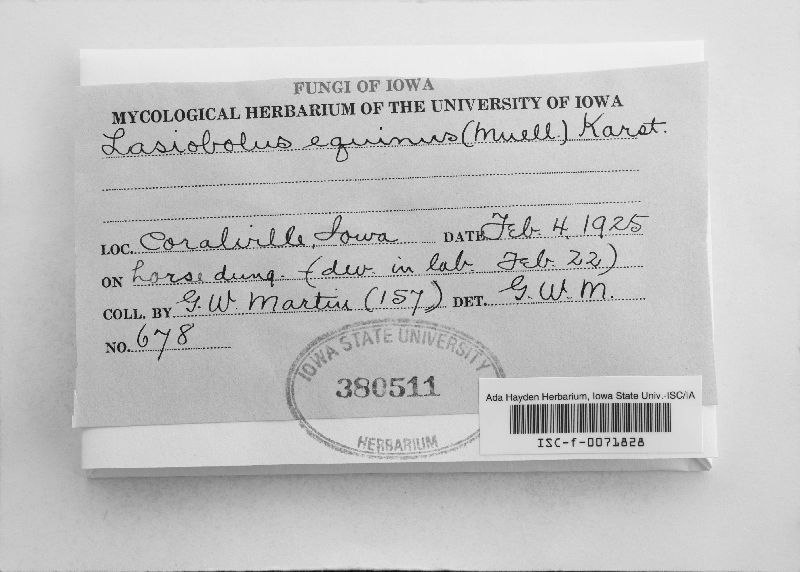 FUNGI OF IOWA
MYCOLOGICAL HERBARIUM OF THE UNIVERSITY OF IOWA
Lasiobolus equinus (Muell.) Karst.
LOC. Coralville, Iowa DATE Feb. 4, 1925
ON horse dung. (dev. in lab. Feb. 22)
COLL. BY G. W. Martin (157) DET. G. W. M.
NO. 678
IOWA STATE UNIVERSITY
380511
HERBARIUM
Ada Hayden Herbarium, Iowa State Univ.-ISC/IA
ISC-f-0071828